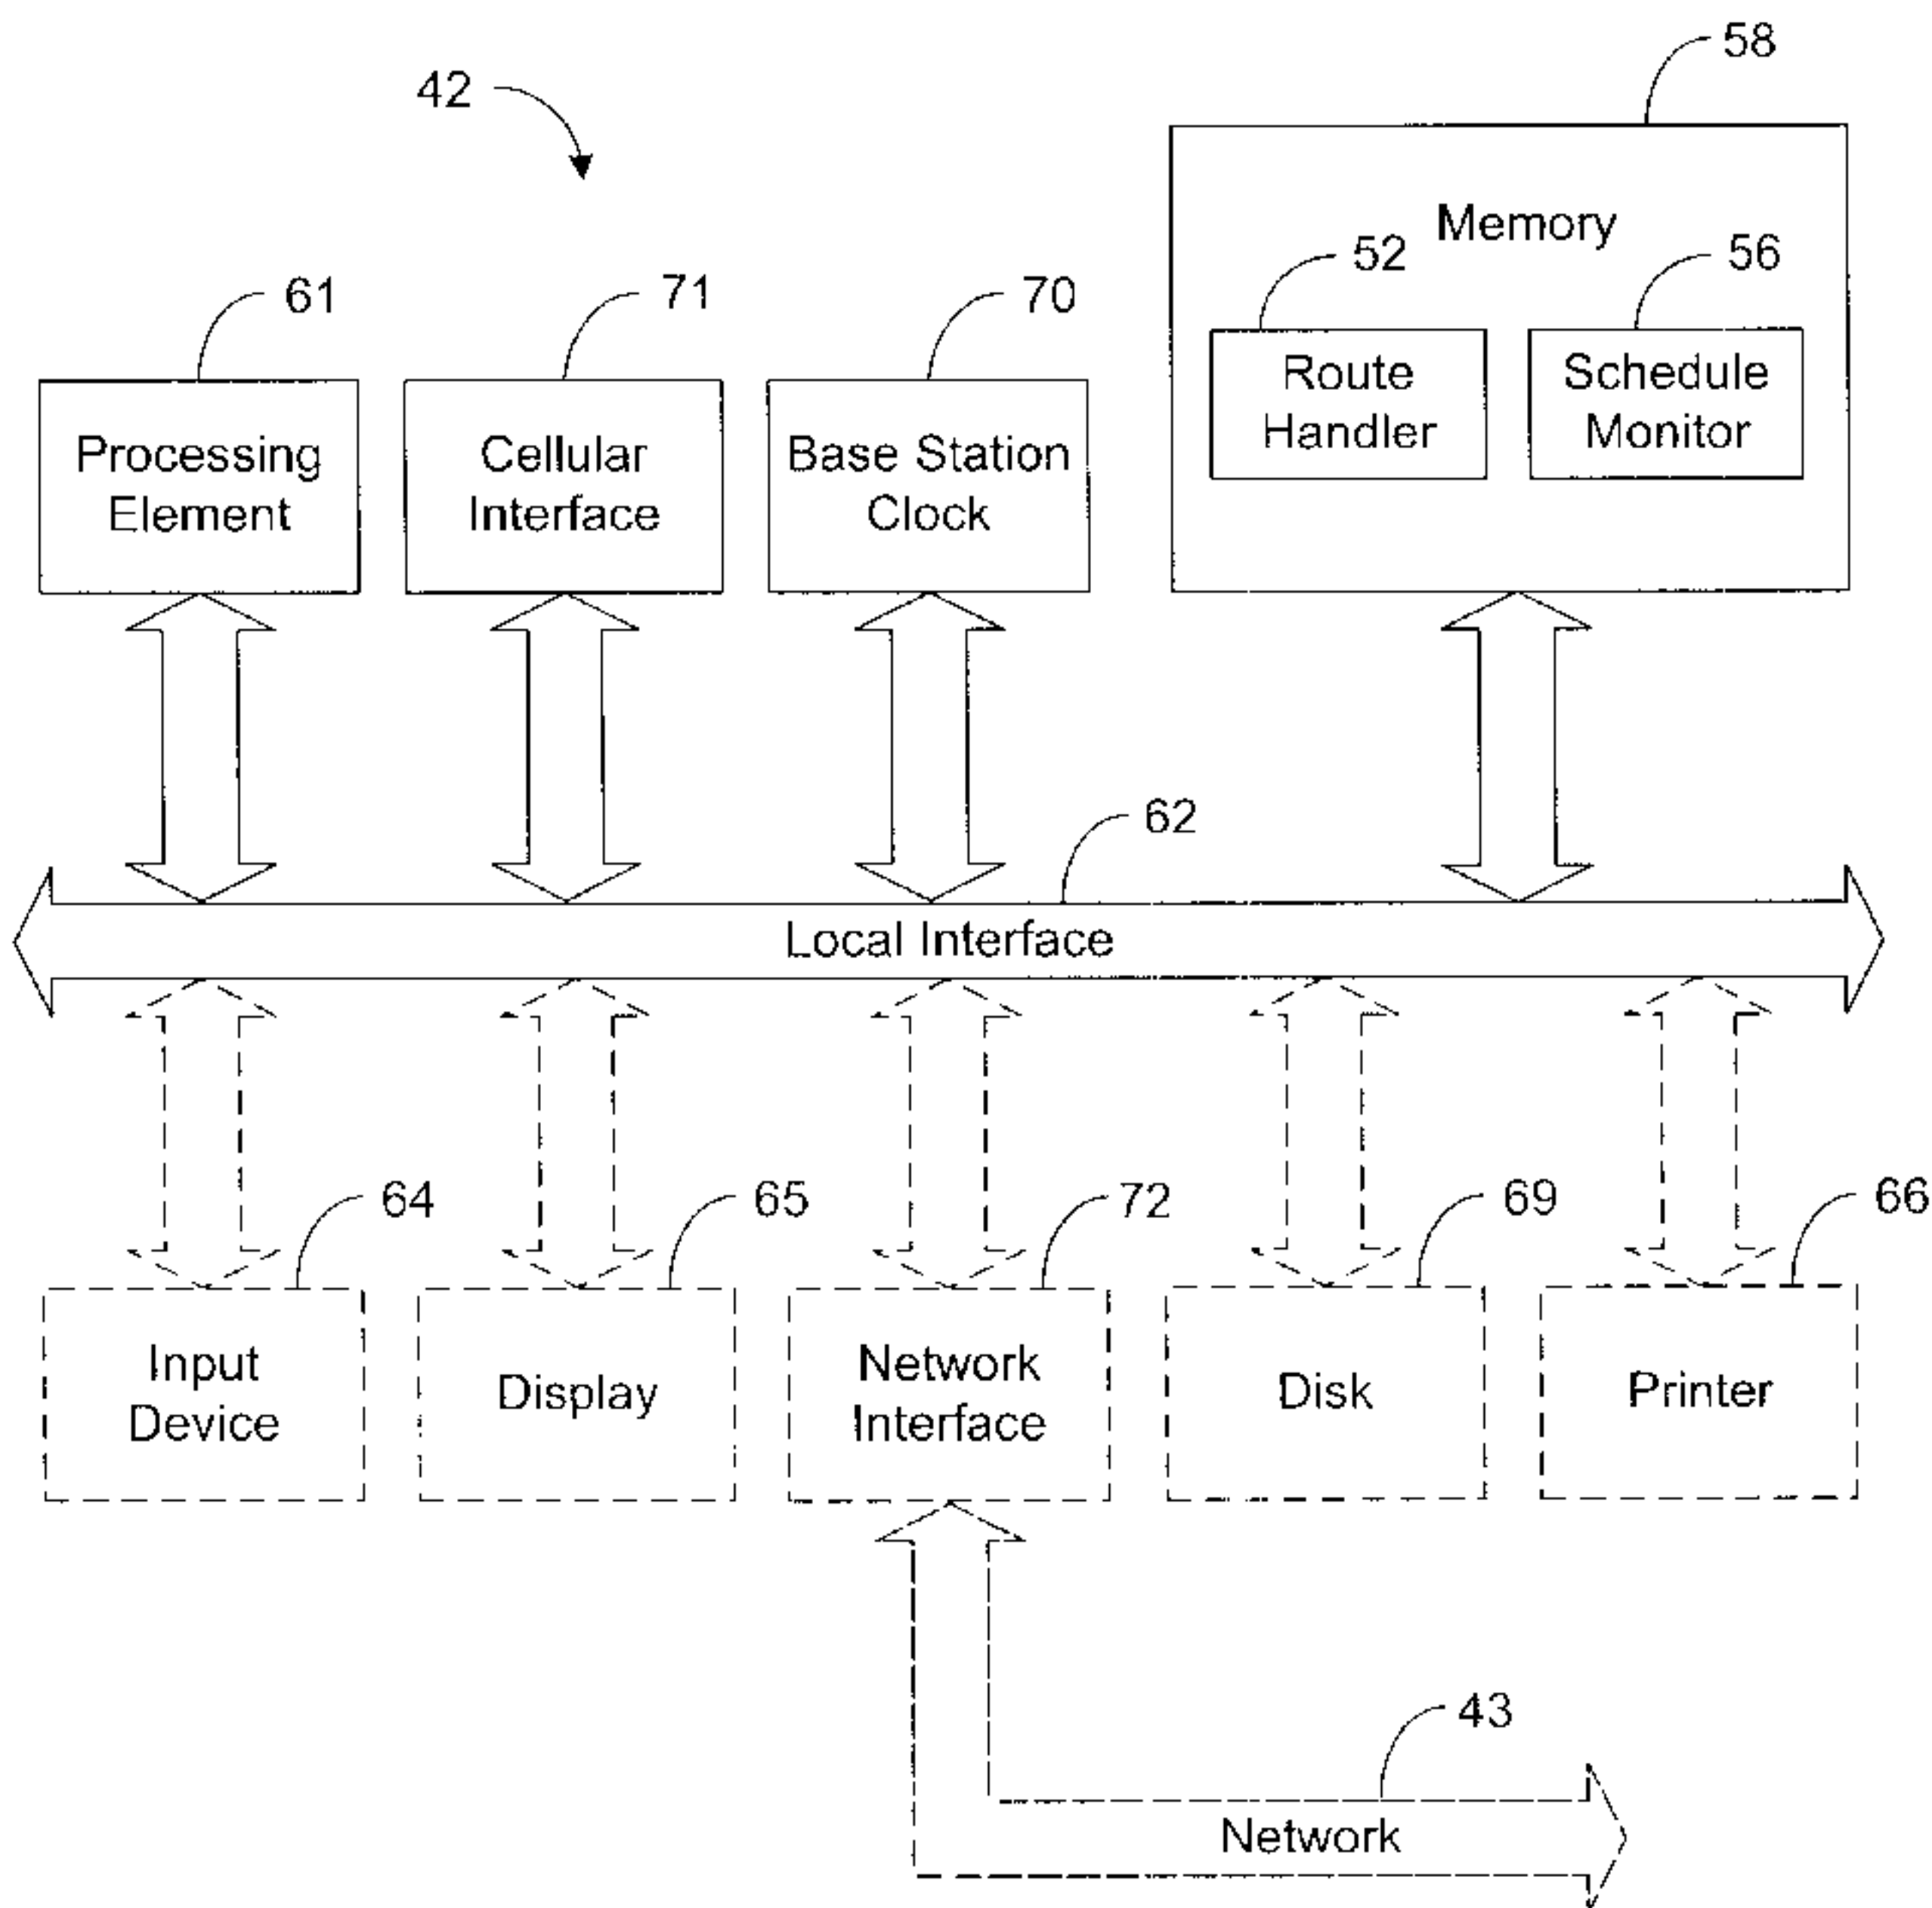 58
42
Memory
52
56
61
71
70
Route
Handler
Schedule
Monitor
Processing
Element
Cellular
Interface
Base Station
Clock
62
Local Interface
64
65
72
69
66
Input
Device
Display
Network
Interface
Disk
Printer
43
Network